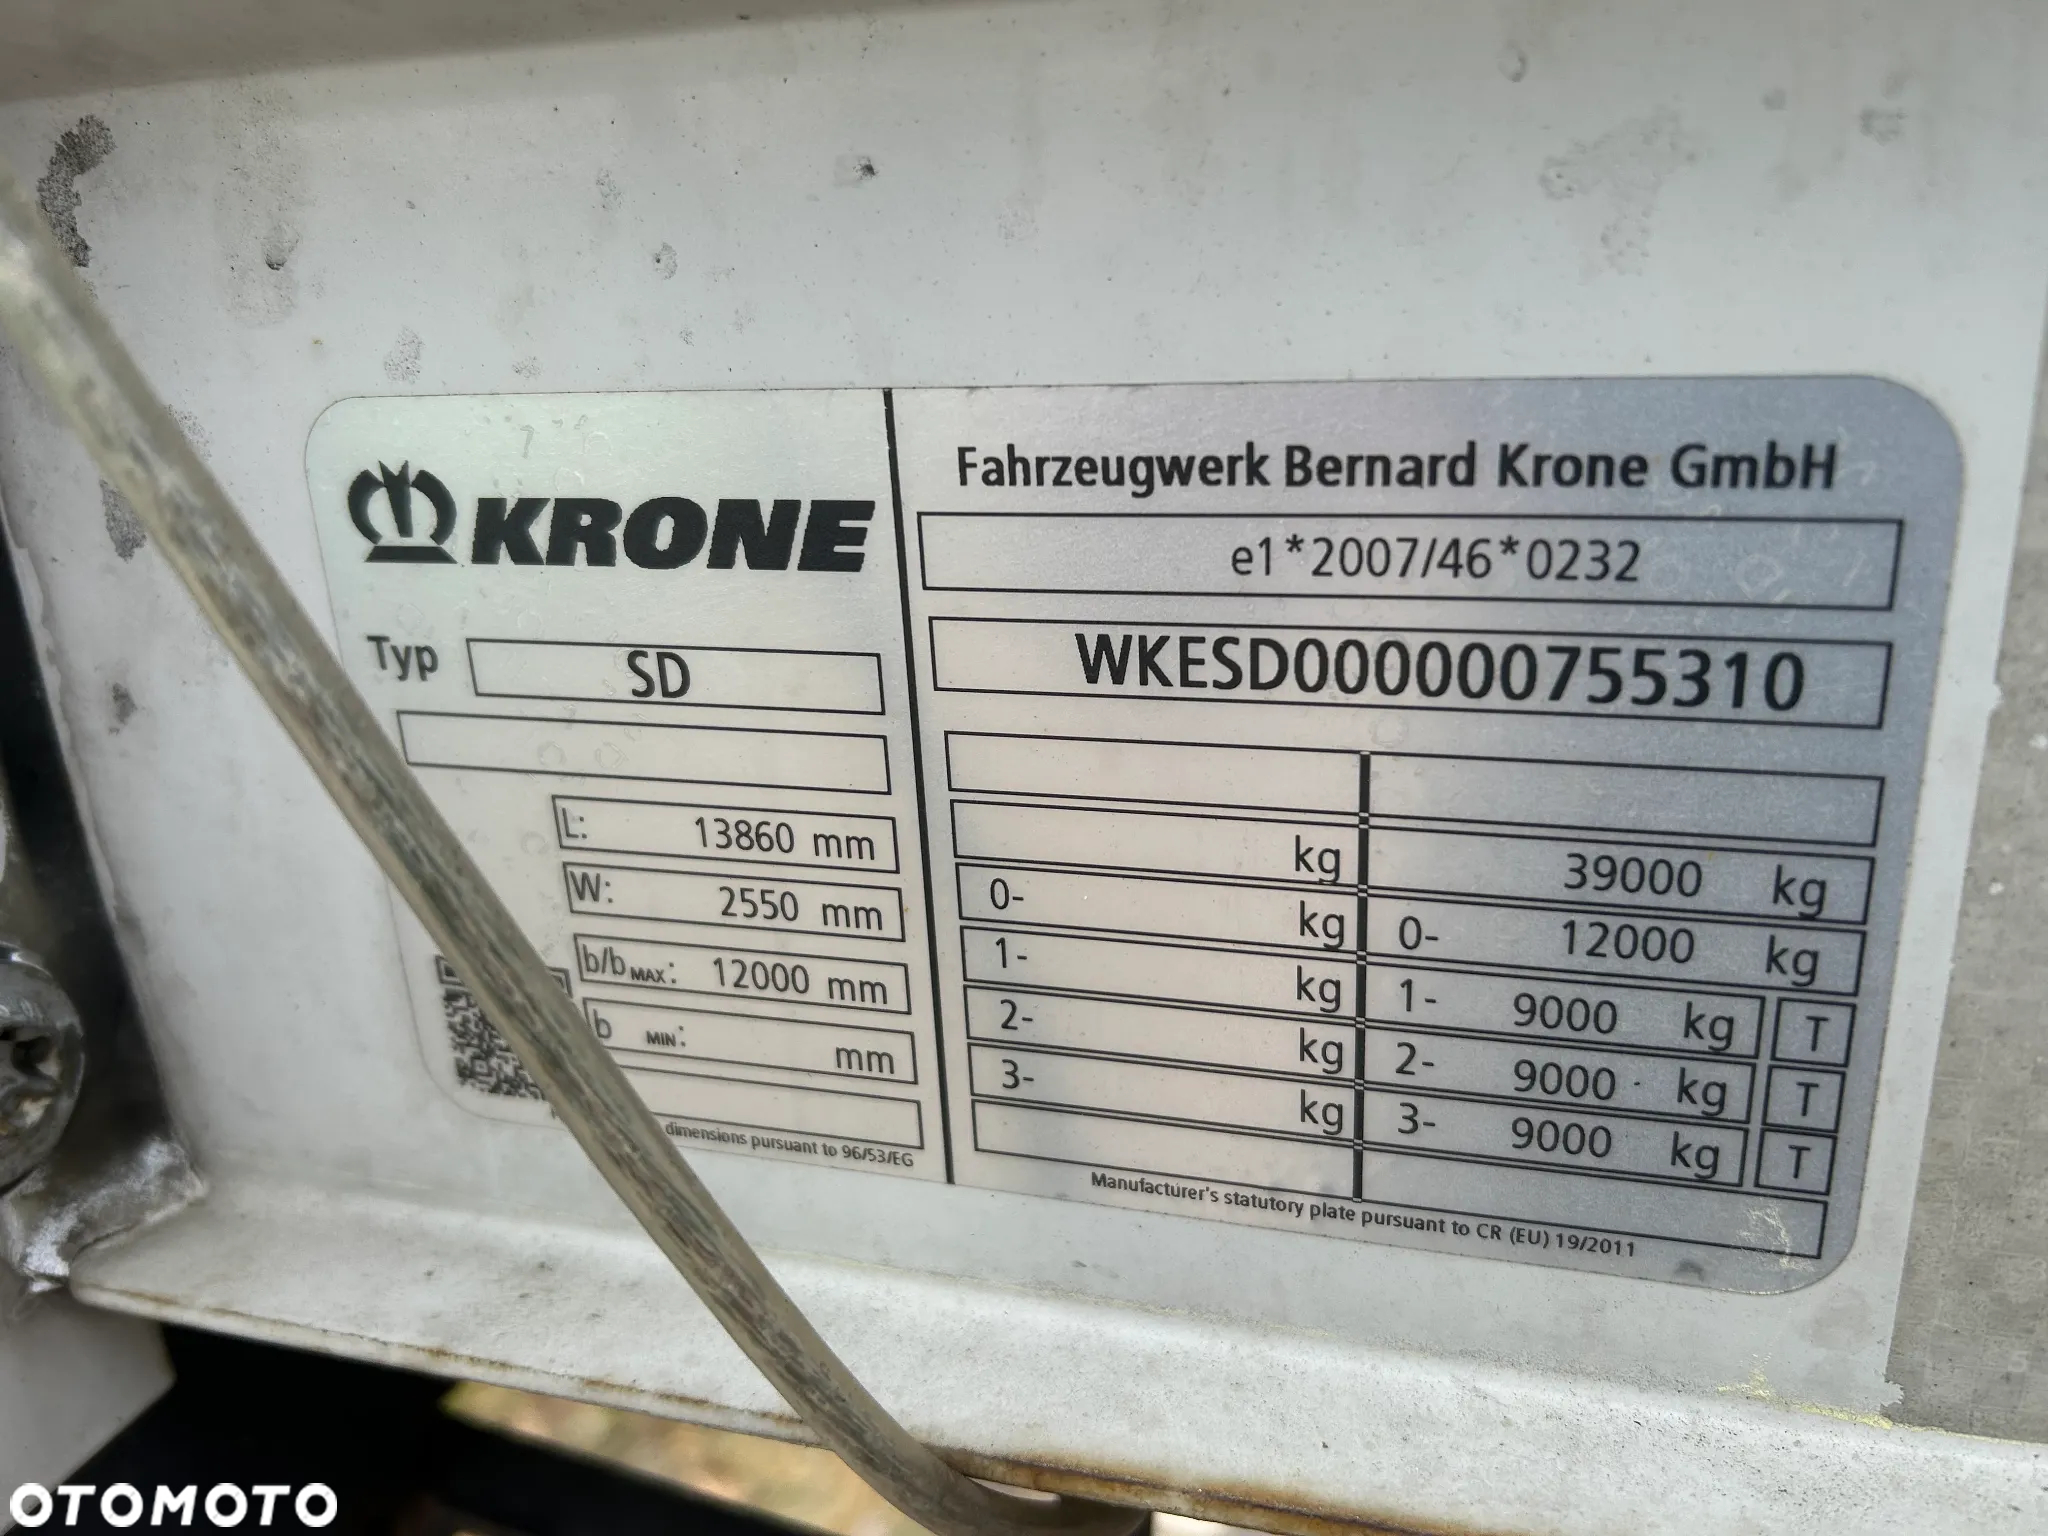 KRONE
Typ SD
L: 13860 mm
W: 2550 mm
b/b MAX: 12000 mm
b MIN: mm
dimensions pursuant to 96/53/EG
Fahrzeugwerk Bernard Krone GmbH
e1*2007/46*0232
WKESD000000755310
kg 39000 kg
0- kg 0- 12000 kg
1- kg 1- 9000 kg T
2- kg 2- 9000 kg T
3- kg 3- 9000 kg T
Manufacturer's statutory plate pursuant to CR (EU) 19/2011
OTOMOTO